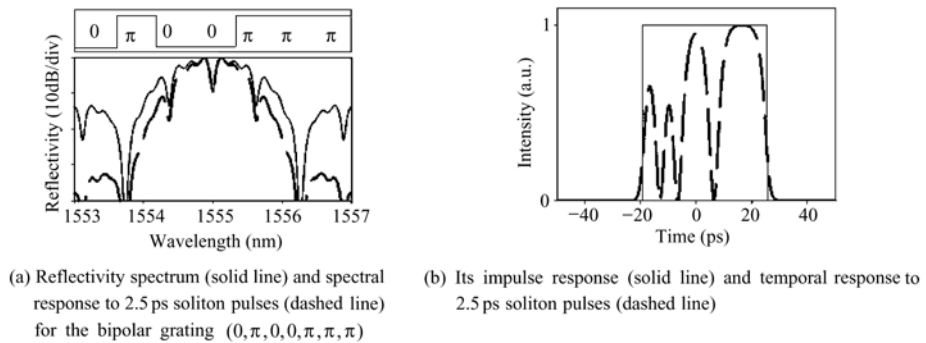 0 π 0 0 π π π
Reflectivity (10dB/div)
1553 1554 1555 1556 1557
Wavelength (nm)
(a) Reflectivity spectrum (solid line) and spectral
response to 2.5 ps soliton pulses (dashed line)
for the bipolar grating (0,π,0,0,π,π,π)
1
Intensity (a.u.)
0
−40 −20 0 20 40
Time (ps)
(b) Its impulse response (solid line) and temporal response to
2.5 ps soliton pulses (dashed line)